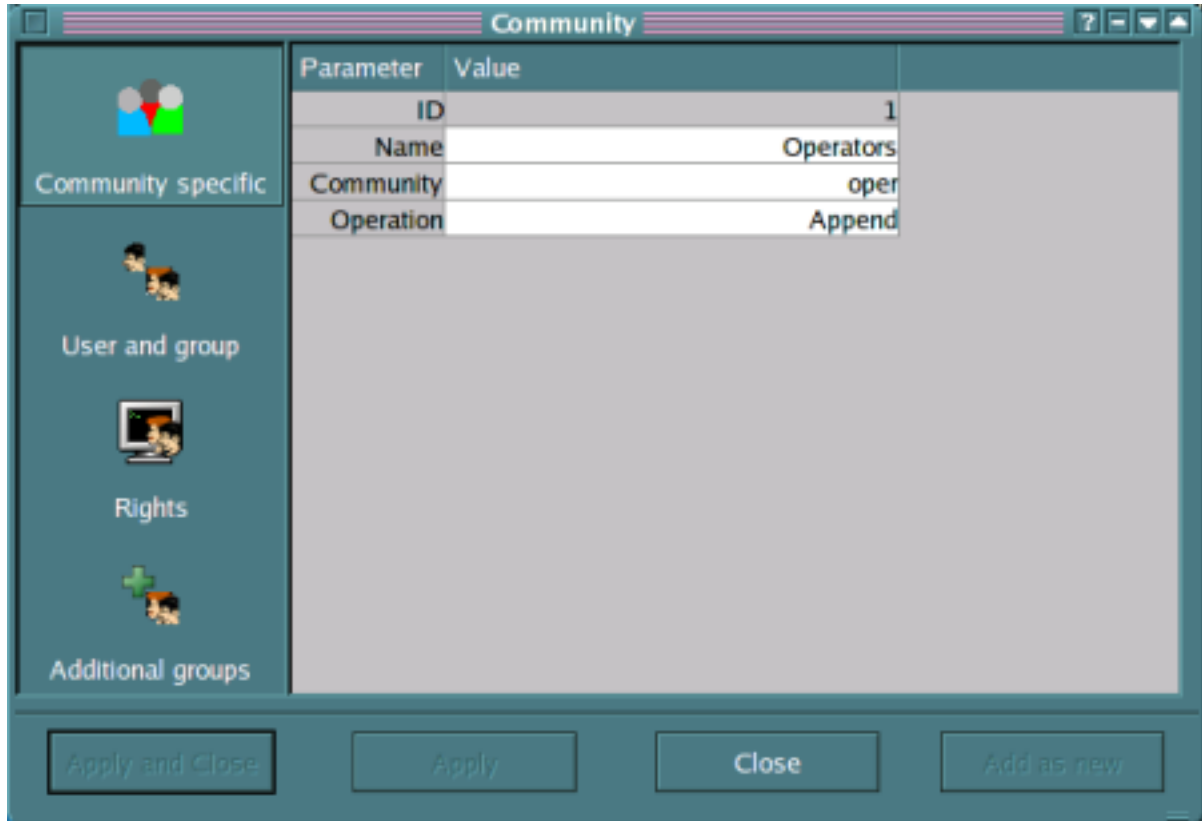 Community
?
Parameter Value
ID 1
Name Operators
Community oper
Operation Append
Community specific
User and group
Rights
Additional groups
Apply and Close Apply Close Add as new